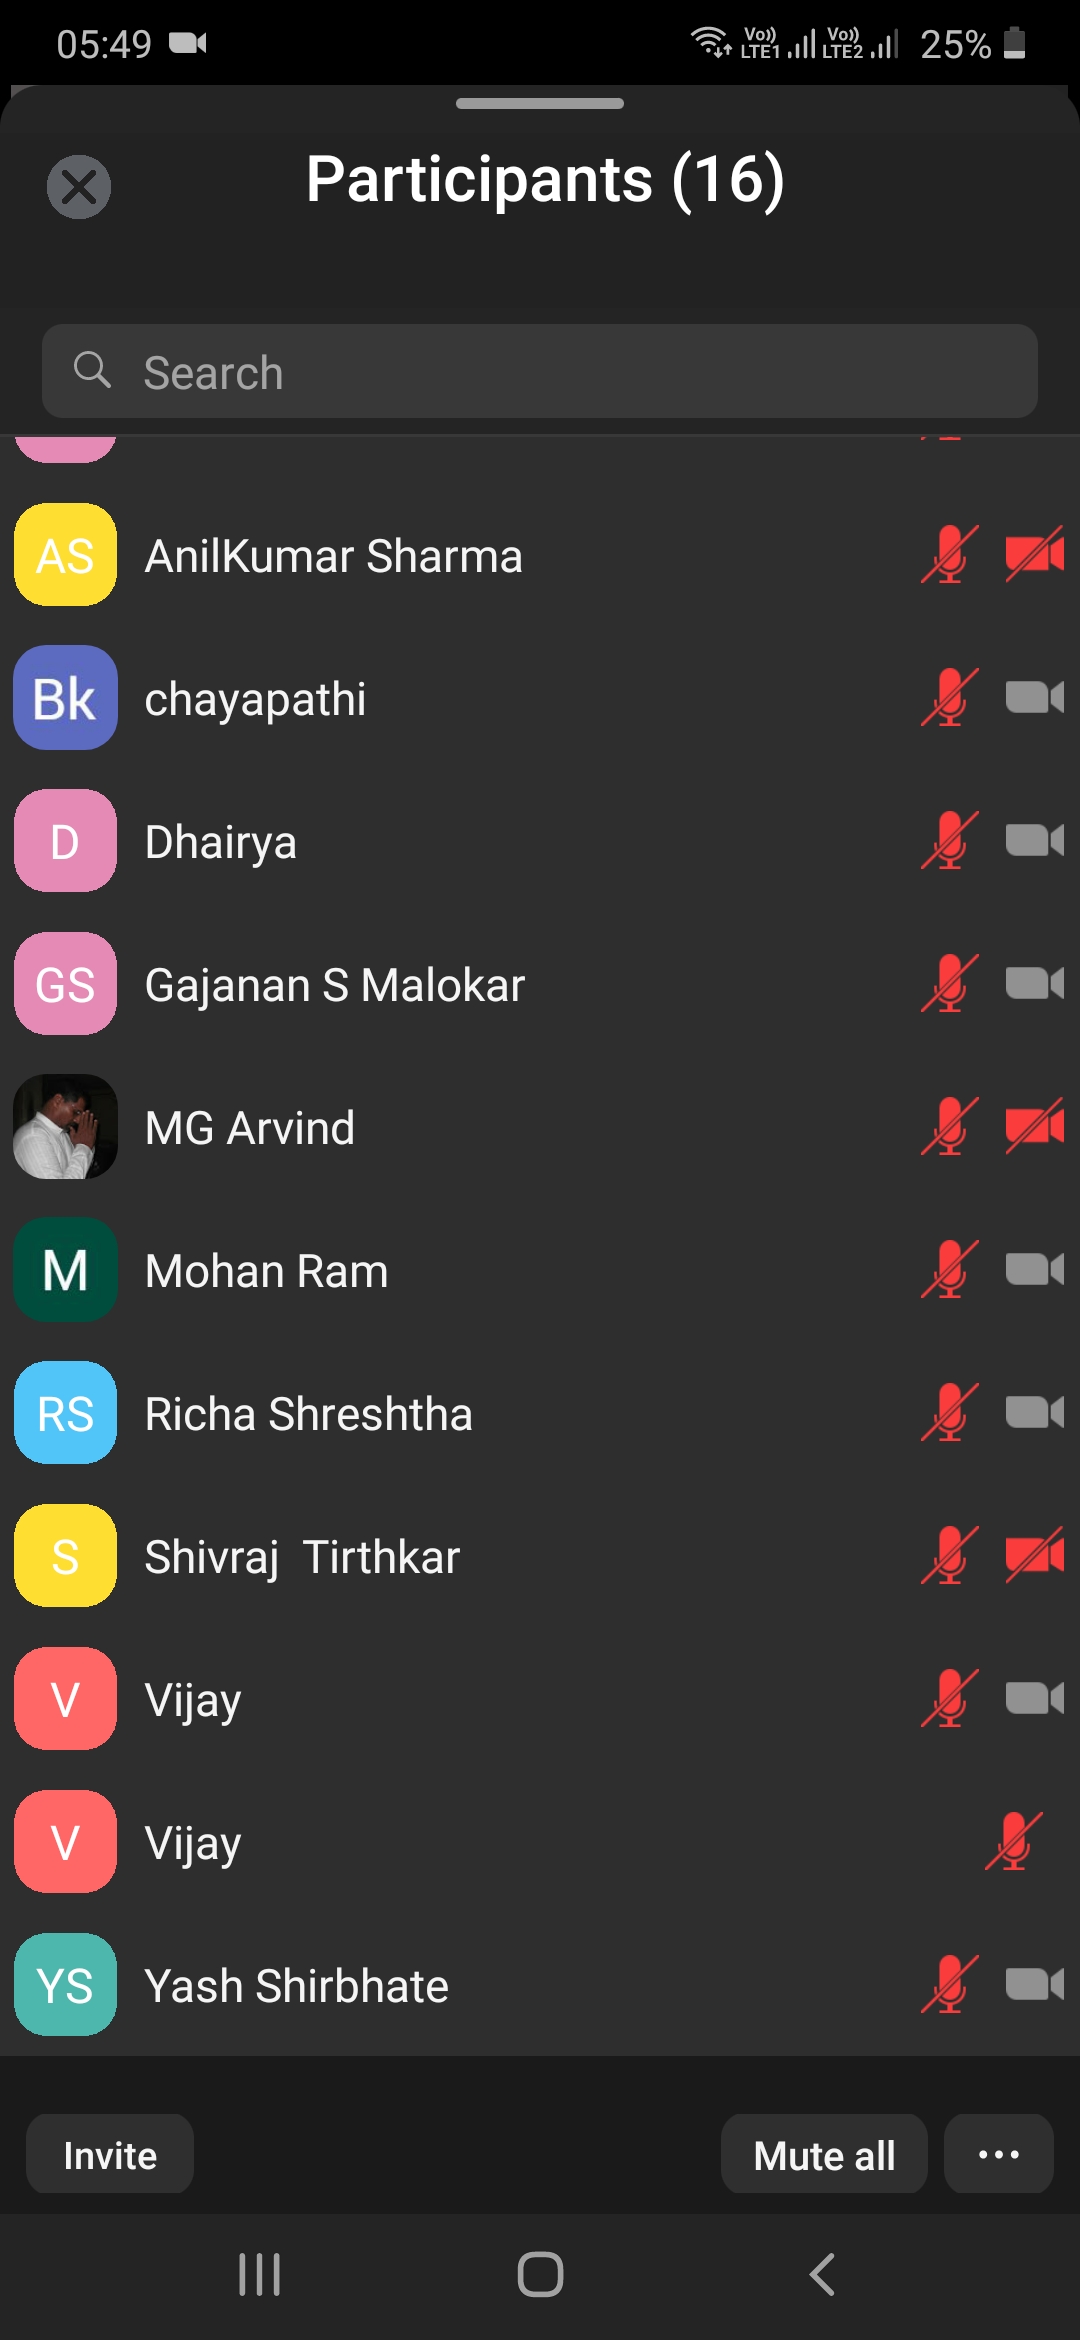 05:49 Vo)) LTE1 Vo)) LTE2 25%
Participants (16)
Search
AS AnilKumar Sharma
Bk chayapathi
D Dhairya
GS Gajanan S Malokar
MG Arvind
M Mohan Ram
RS Richa Shreshtha
S Shivraj  Tirthkar
V Vijay
V Vijay
YS Yash Shirbhate
Invite Mute all ...